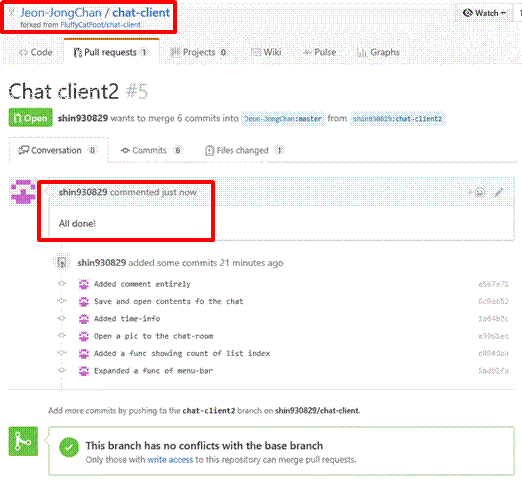 Jeon-JongChan / chat-client
forked from FluffyCatFoot/chat-client
Watch
Code Pull requests 1 Projects 0 Wiki Pulse Graphs
Chat client2 #5
Open shin930829 wants to merge 6 commits into Jeon-JongChan:master from shin930829:chat-client2
Conversation 0 Commits 6 Files changed 1
shin930829 commented just now
All done!
shin930829 added some commits 21 minutes ago
Added comment entirely
Save and open contents fo the chat
Added time-info
Open a pic to the chat-room
Added a func showing count of list index
Expanded a func of menu-bar
Add more commits by pushing to the chat-client2 branch on shin930829/chat-client.
This branch has no conflicts with the base branch
Only those with write access to this repository can merge pull requests.